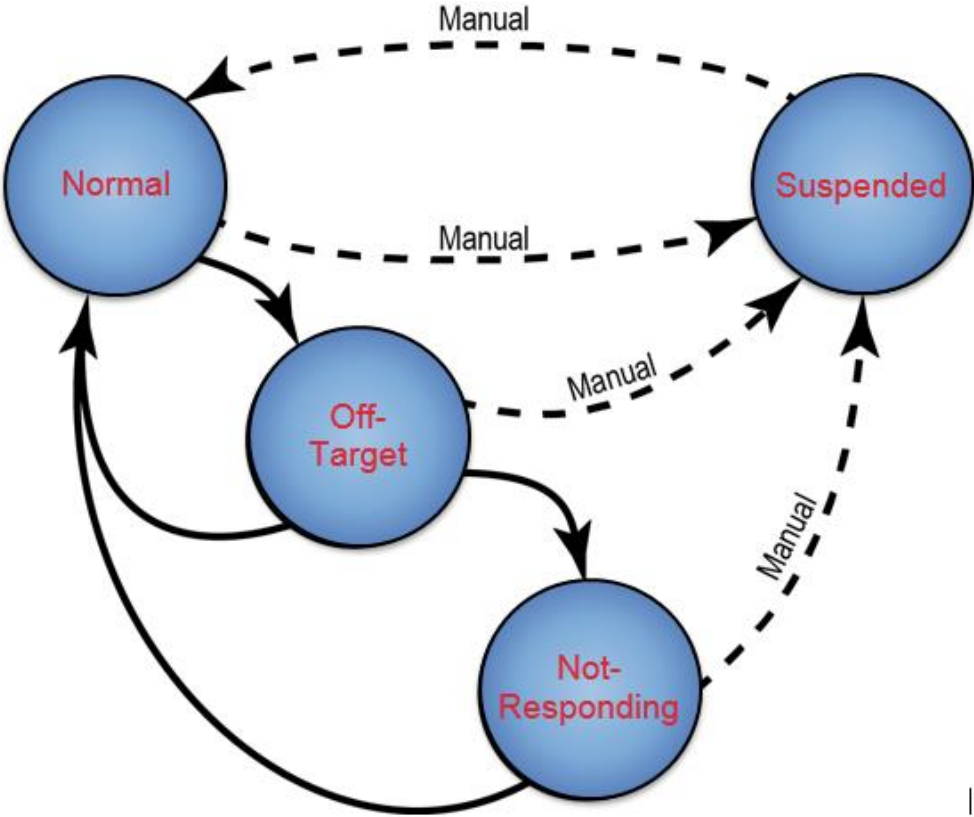 Manual
Normal
Suspended
Manual
Manual
Off-
Target
Manual
Not-
Responding